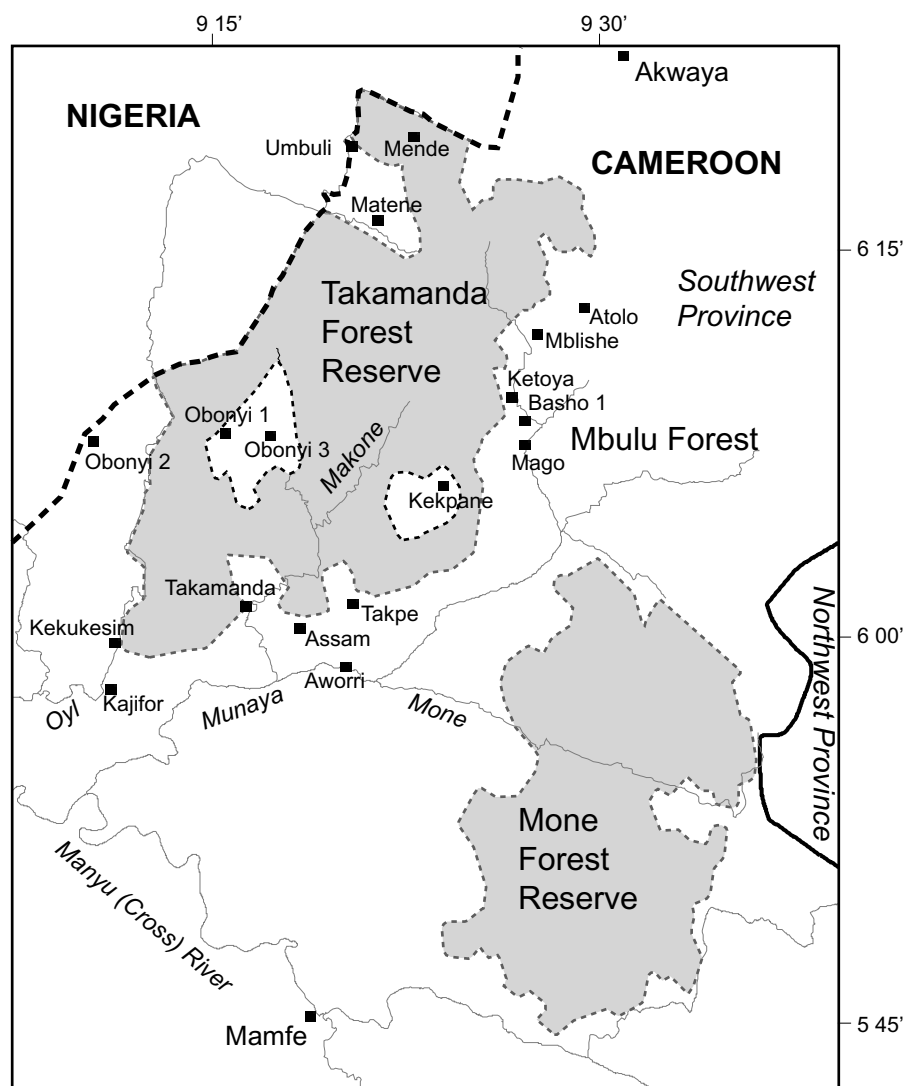 9 15’
9 30’
Akwaya
NIGERIA
Umbuli
Mende
CAMEROON
Matene
6 15’
Southwest
Province
Takamanda
Forest
Reserve
Atolo
Mblishe
Ketoya
Basho 1
Obonyi 1
Obonyi 2
Obonyi 3
Makone
Mbulu Forest
Mago
Kekpane
Takamanda
Takpe
Kekukesim
Assam
6 00’
Northwest Province
Aworri
Kajifor
Oyl
Munaya
Mone
Mone
Forest
Reserve
Manyu (Cross) River
Mamfe
5 45’